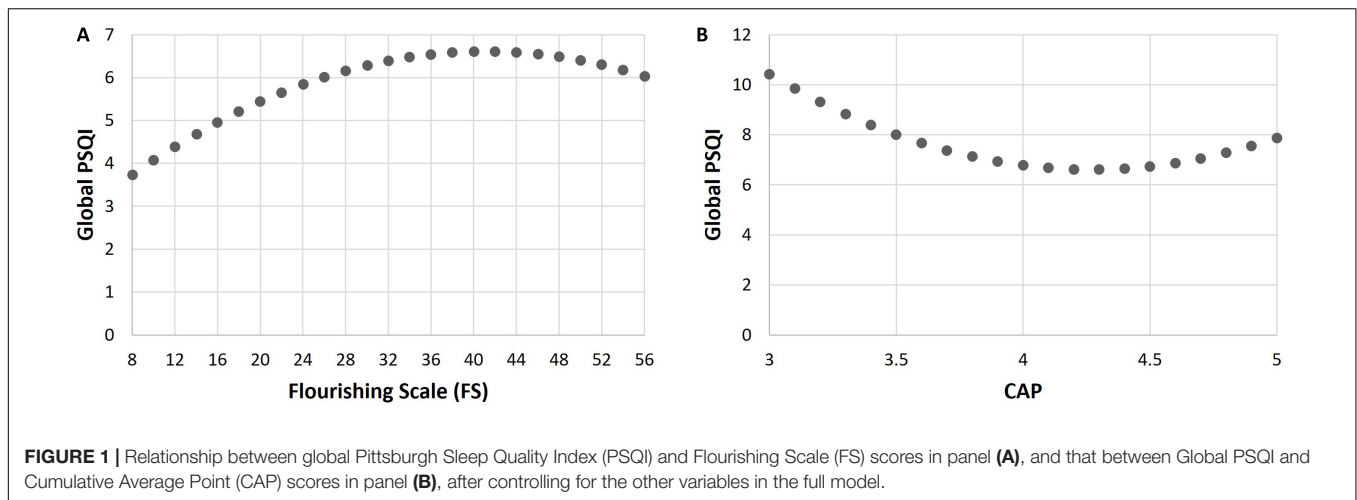 A
7
6
5
4
3
2
1
0
Global PSQI
8 12 16 20 24 28 32 36 40 44 48 52 56
Flourishing Scale (FS)
B
12
10
8
6
4
2
0
Global PSQI
3 3.5 4 4.5 5
CAP
FIGURE 1 | Relationship between global Pittsburgh Sleep Quality Index (PSQI) and Flourishing Scale (FS) scores in panel (A), and that between Global PSQI and
Cumulative Average Point (CAP) scores in panel (B), after controlling for the other variables in the full model.